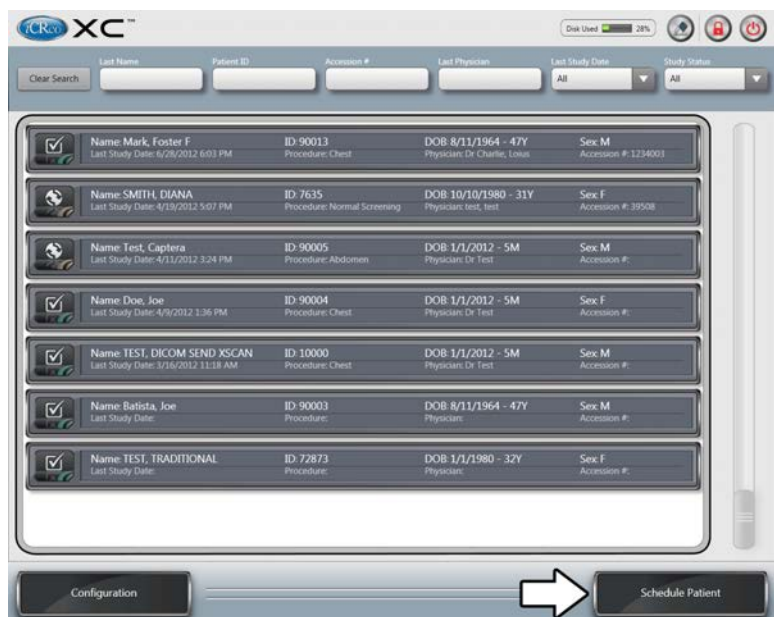 iCRco XC™
Disk Used 28%
Last Name Patient ID Accession # Last Physician Last Study Date Study Status
Clear Search All All
Name: Mark, Foster F ID: 90013 DOB: 8/11/1964 - 47Y Sex: M
Last Study Date: 6/28/2012 6:03 PM Procedure: Chest Physician: Dr Charlie, Loius Accession #: 1234003
Name: SMITH, DIANA ID: 7635 DOB: 10/10/1980 - 31Y Sex: F
Last Study Date: 4/19/2012 5:07 PM Procedure: Normal Screening Physician: test, test Accession #: 39508
Name: Test, Captera ID: 90005 DOB: 1/1/2012 - 5M Sex: M
Last Study Date: 4/11/2012 3:24 PM Procedure: Abdomen Physician: Dr Test Accession #:
Name: Doe, Joe ID: 90004 DOB: 1/1/2012 - 5M Sex: F
Last Study Date: 4/9/2012 1:36 PM Procedure: Chest Physician: Dr Test Accession #:
Name: TEST, DICOM SEND XSCAN ID: 10000 DOB: 1/1/2012 - 5M Sex: M
Last Study Date: 3/16/2012 11:18 AM Procedure: Chest Physician: Dr Test Accession #:
Name: Batista, Joe ID: 90003 DOB: 8/11/1964 - 47Y Sex: M
Last Study Date: Procedure: Physician: Accession #:
Name: TEST, TRADITIONAL ID: 72873 DOB: 1/1/1980 - 32Y Sex: F
Last Study Date: Procedure: Physician: Accession #:
Configuration Schedule Patient